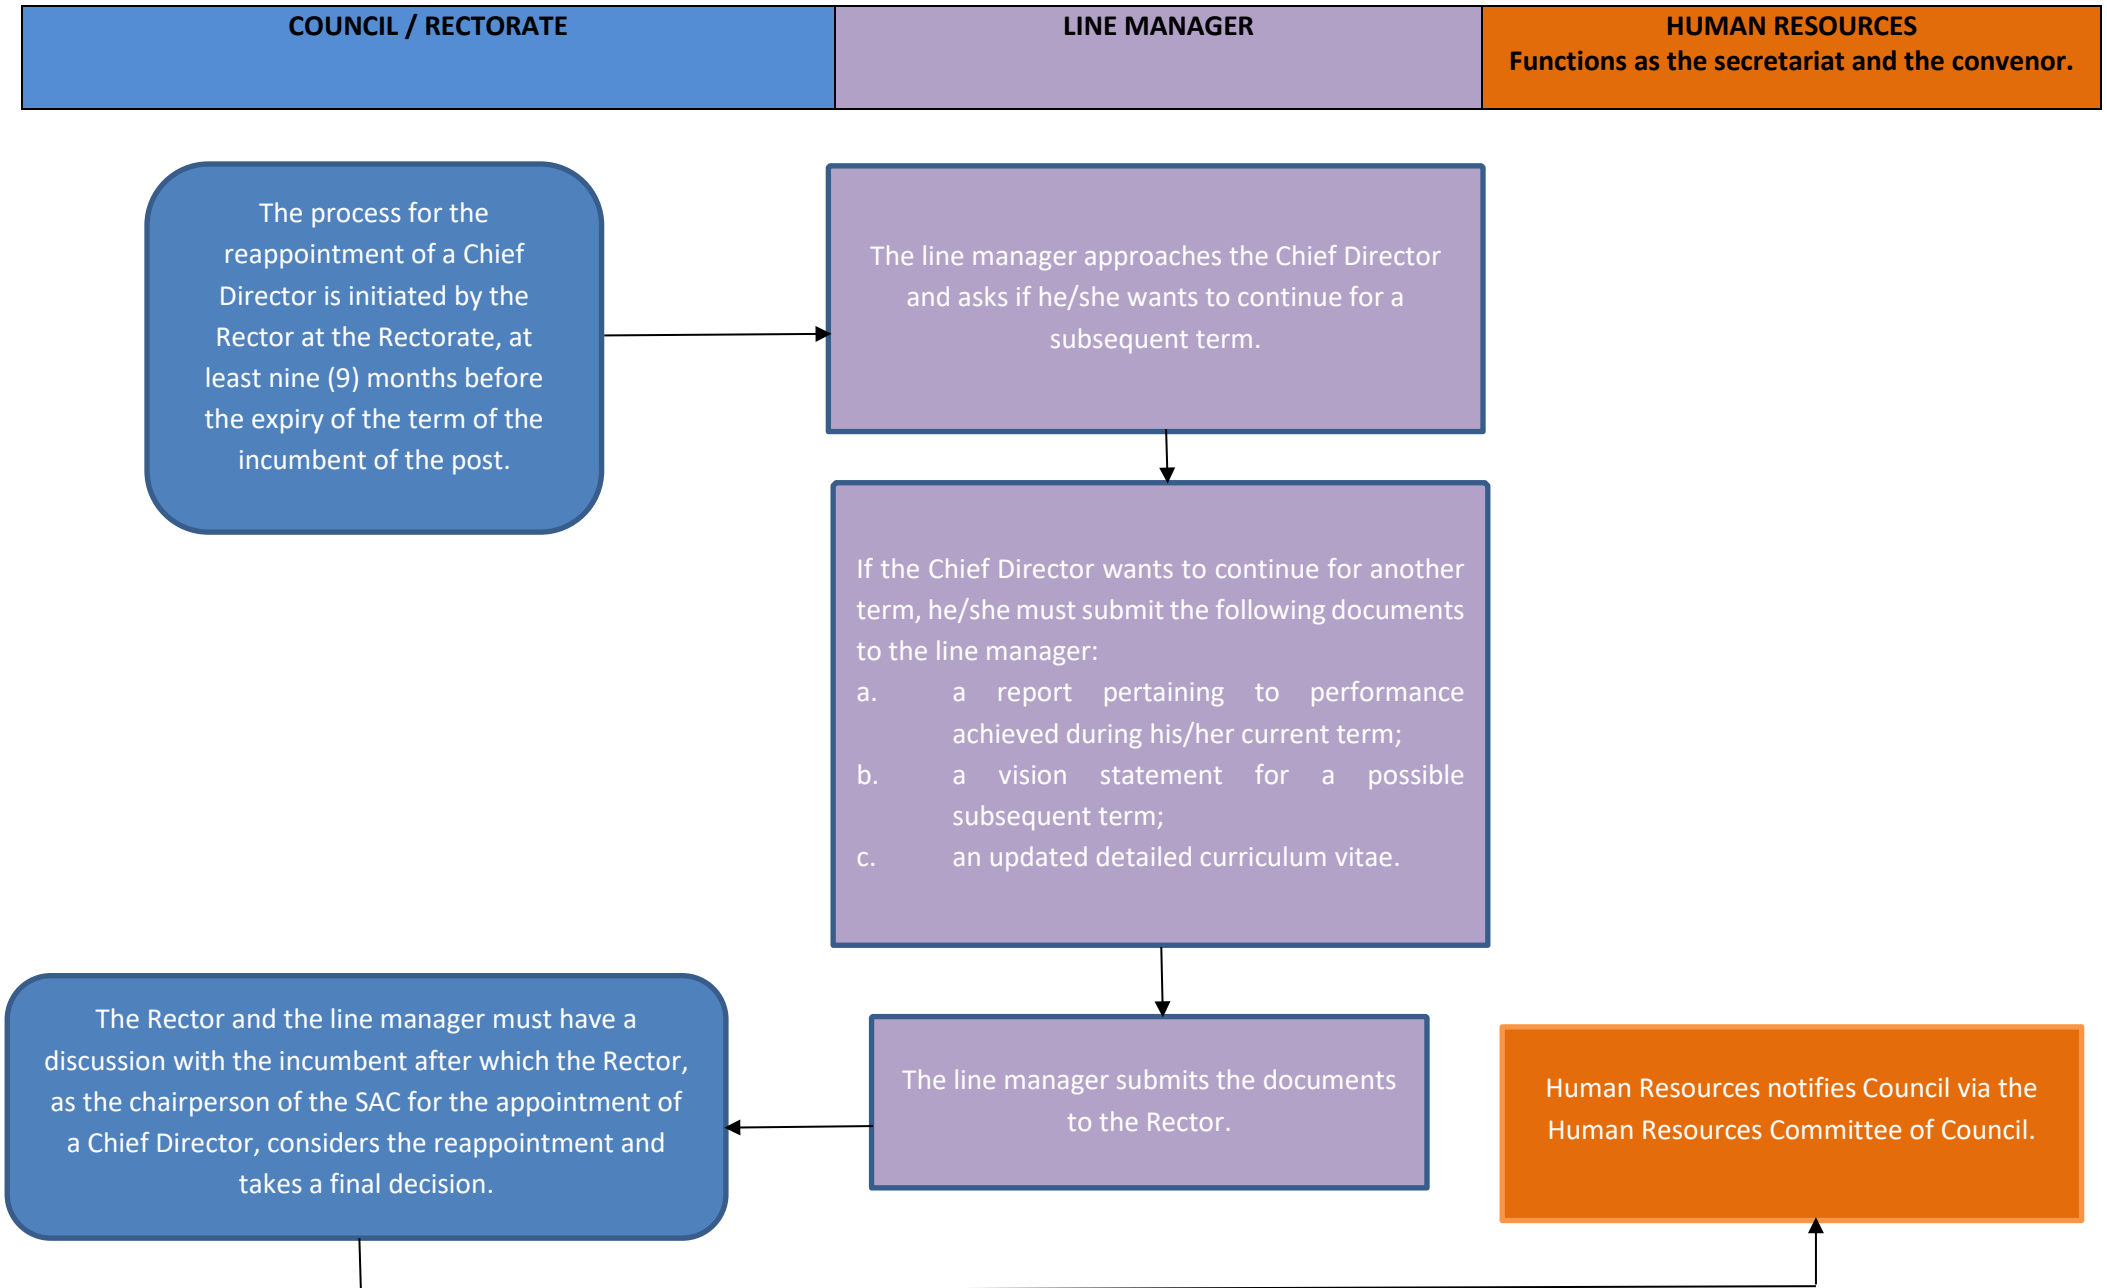 COUNCIL / RECTORATE
LINE MANAGER
HUMAN RESOURCES
Functions as the secretariat and the convenor.
The process for the
reappointment of a Chief
Director is initiated by the
Rector at the Rectorate, at
least nine (9) months before
the expiry of the term of the
incumbent of the post.
The line manager approaches the Chief Director
and asks if he/she wants to continue for a
subsequent term.
If the Chief Director wants to continue for another
term, he/she must submit the following documents
to the line manager:
a. a report pertaining to performance
achieved during his/her current term;
b. a vision statement for a possible
subsequent term;
c. an updated detailed curriculum vitae.
The line manager submits the documents
to the Rector.
The Rector and the line manager must have a
discussion with the incumbent after which the Rector,
as the chairperson of the SAC for the appointment of
a Chief Director, considers the reappointment and
takes a final decision.
Human Resources notifies Council via the
Human Resources Committee of Council.